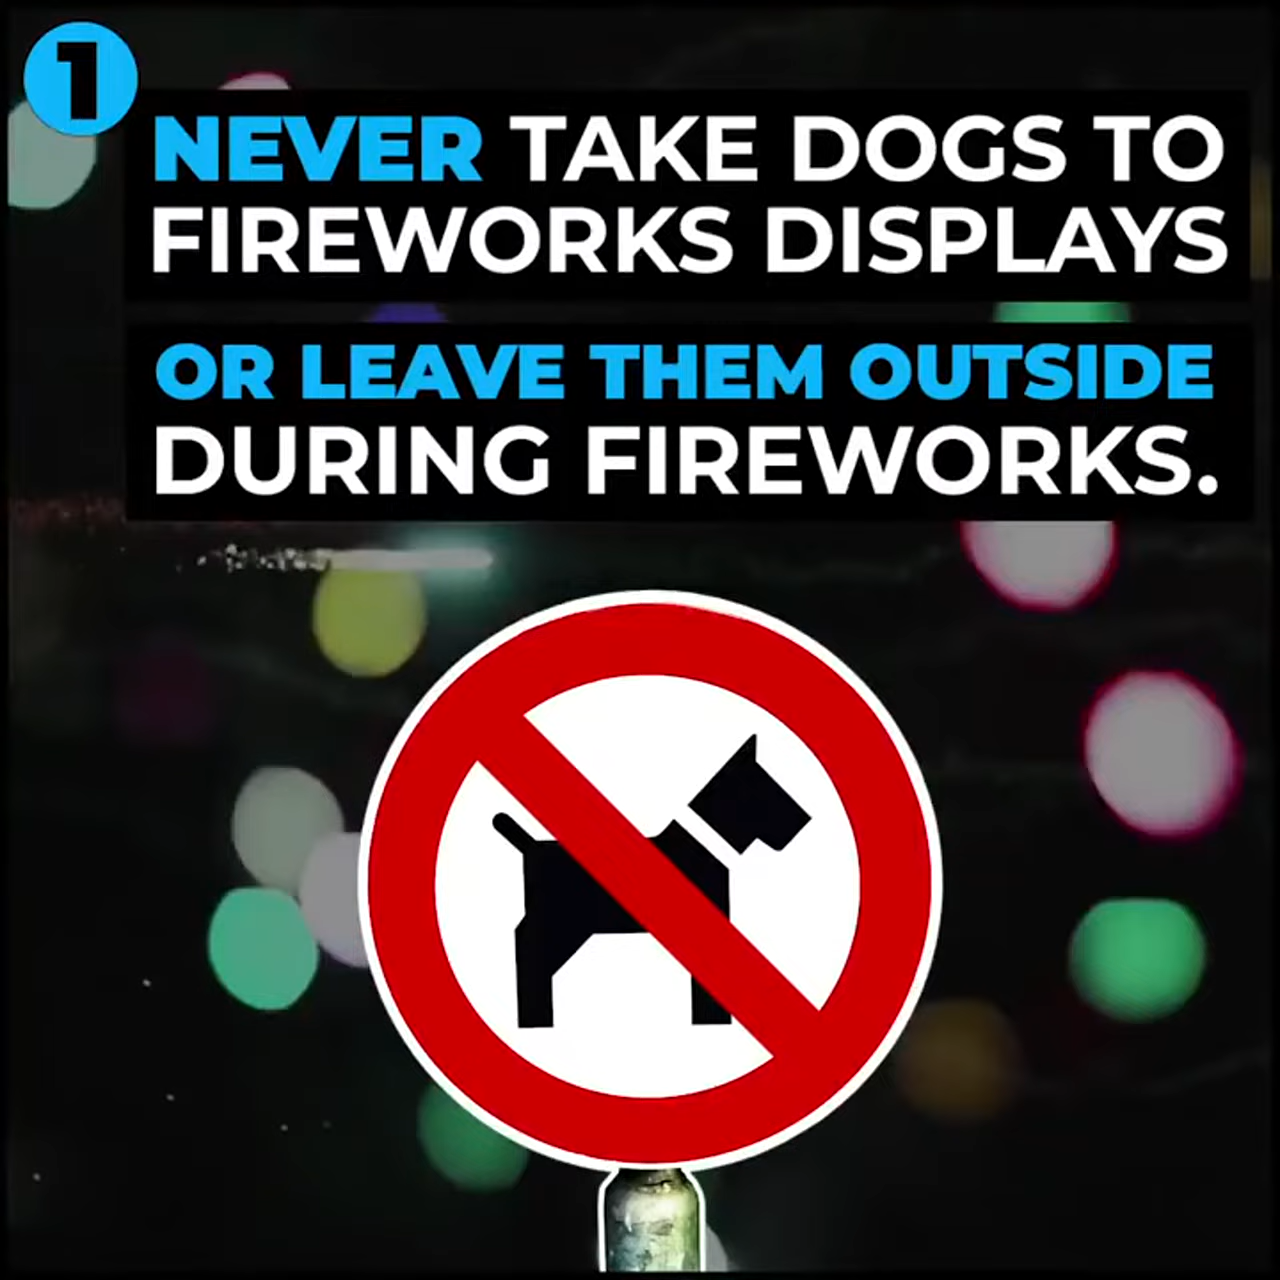 1
NEVER TAKE DOGS TO
FIREWORKS DISPLAYS
OR LEAVE THEM OUTSIDE
DURING FIREWORKS.